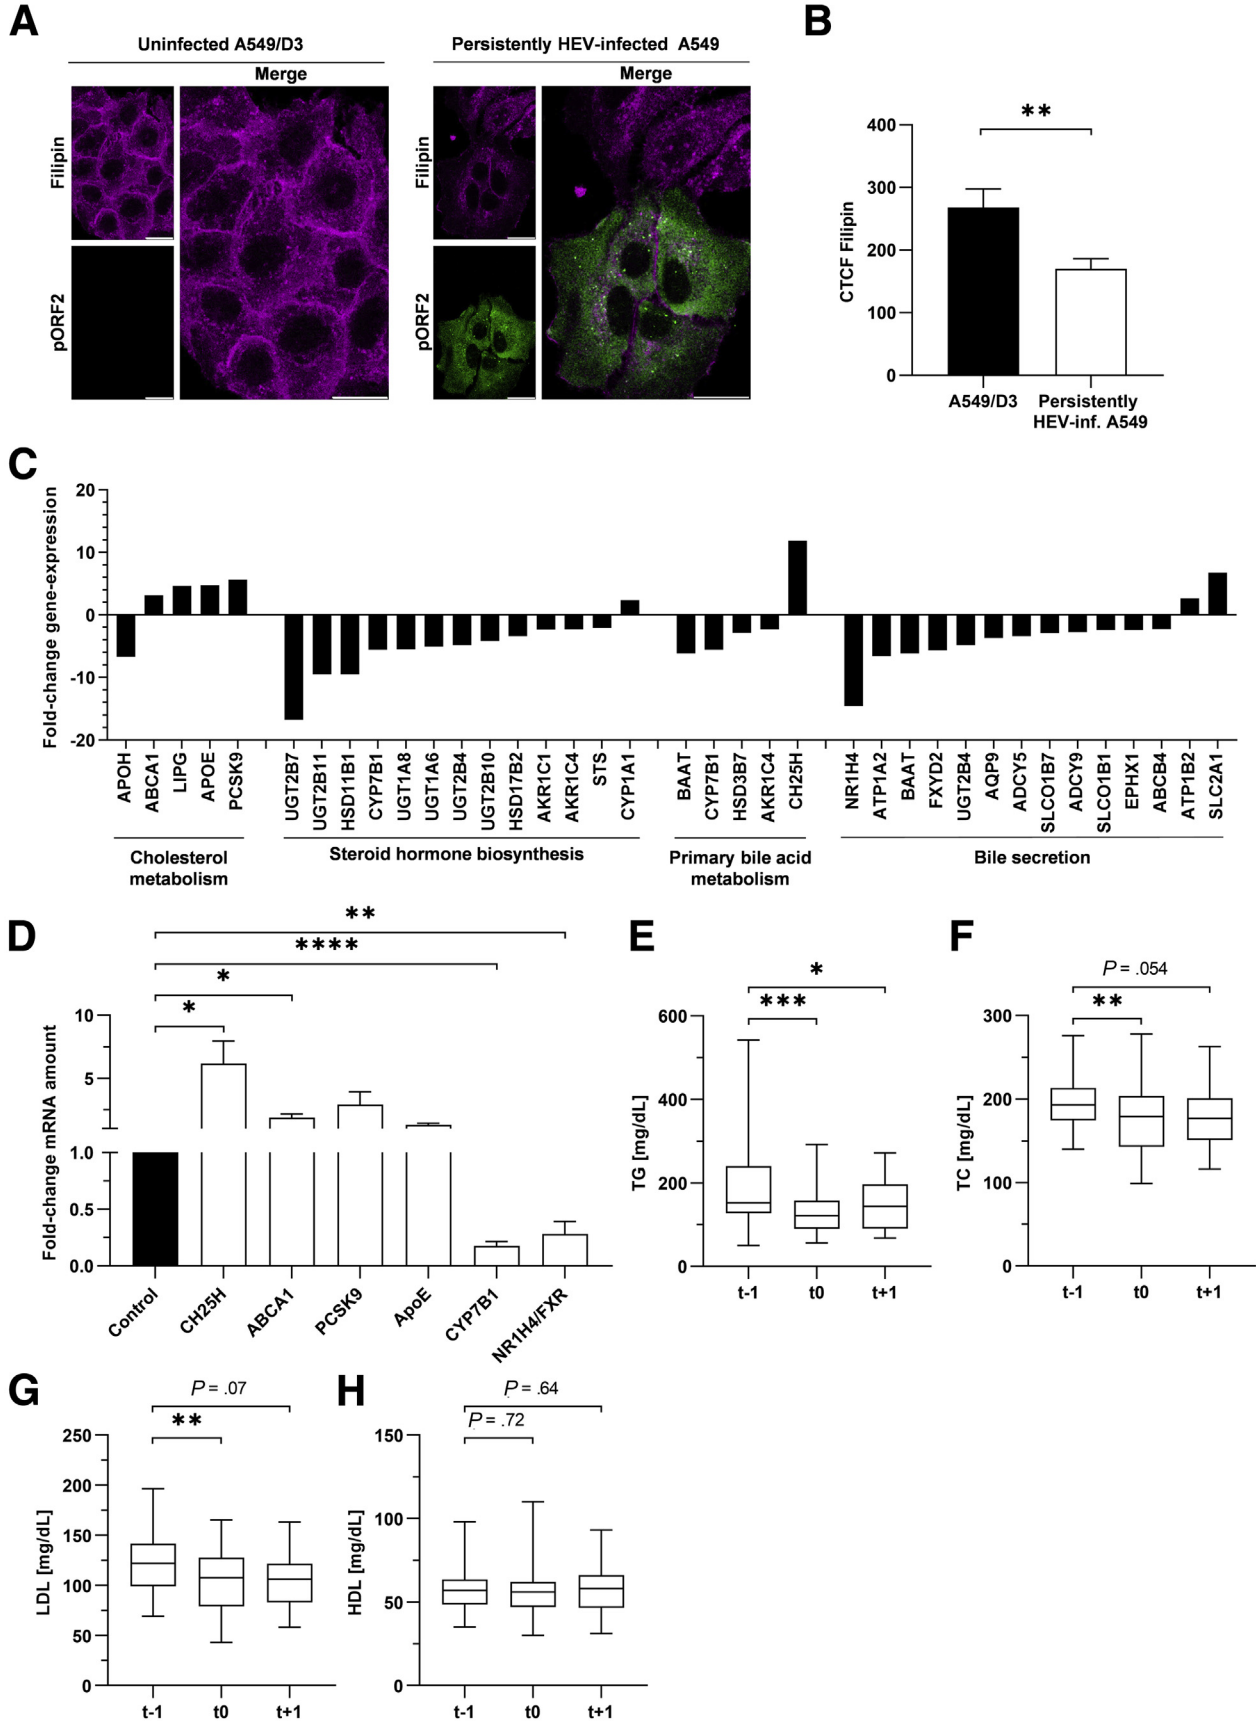 A
Uninfected A549/D3
Persistently HEV-infected A549
Merge
Merge
Filipin
pORF2
Filipin
pORF2
B
**
400
300
200
100
0
CTCF Filipin
A549/D3
Persistently
HEV-inf. A549
C
Fold-change gene-expression
20
10
0
-10
-20
APOH
ABCA1
LIPG
APOE
PCSK9
UGT2B7
UGT2B11
HSD11B1
CYP7B1
UGT1A8
UGT1A6
UGT2B4
UGT2B10
HSD17B2
AKR1C1
AKR1C4
STS
CYP1A1
BAAT
CYP7B1
HSD3B7
AKR1C4
CH25H
NR1H4
ATP1A2
BAAT
FXYD2
UGT2B4
AQP9
ADCY5
SLCO1B7
ADCY9
SLCO1B1
EPHX1
ABCB4
ATP1B2
SLC2A1
Cholesterol
metabolism
Steroid hormone biosynthesis
Primary bile acid
metabolism
Bile secretion
D
**
****
*
*
Fold-change mRNA amount
10
5
1.0
0.5
0.0
Control
CH25H
ABCA1
PCSK9
ApoE
CYP7B1
NR1H4/FXR
E
*
***
TG [mg/dL]
600
400
200
0
t-1
t0
t+1
F
P = .054
**
TC [mg/dL]
300
200
100
0
t-1
t0
t+1
G
P = .07
**
LDL [mg/dL]
250
200
150
100
50
0
t-1
t0
t+1
H
P = .64
P = .72
HDL [mg/dL]
150
100
50
0
t-1
t0
t+1